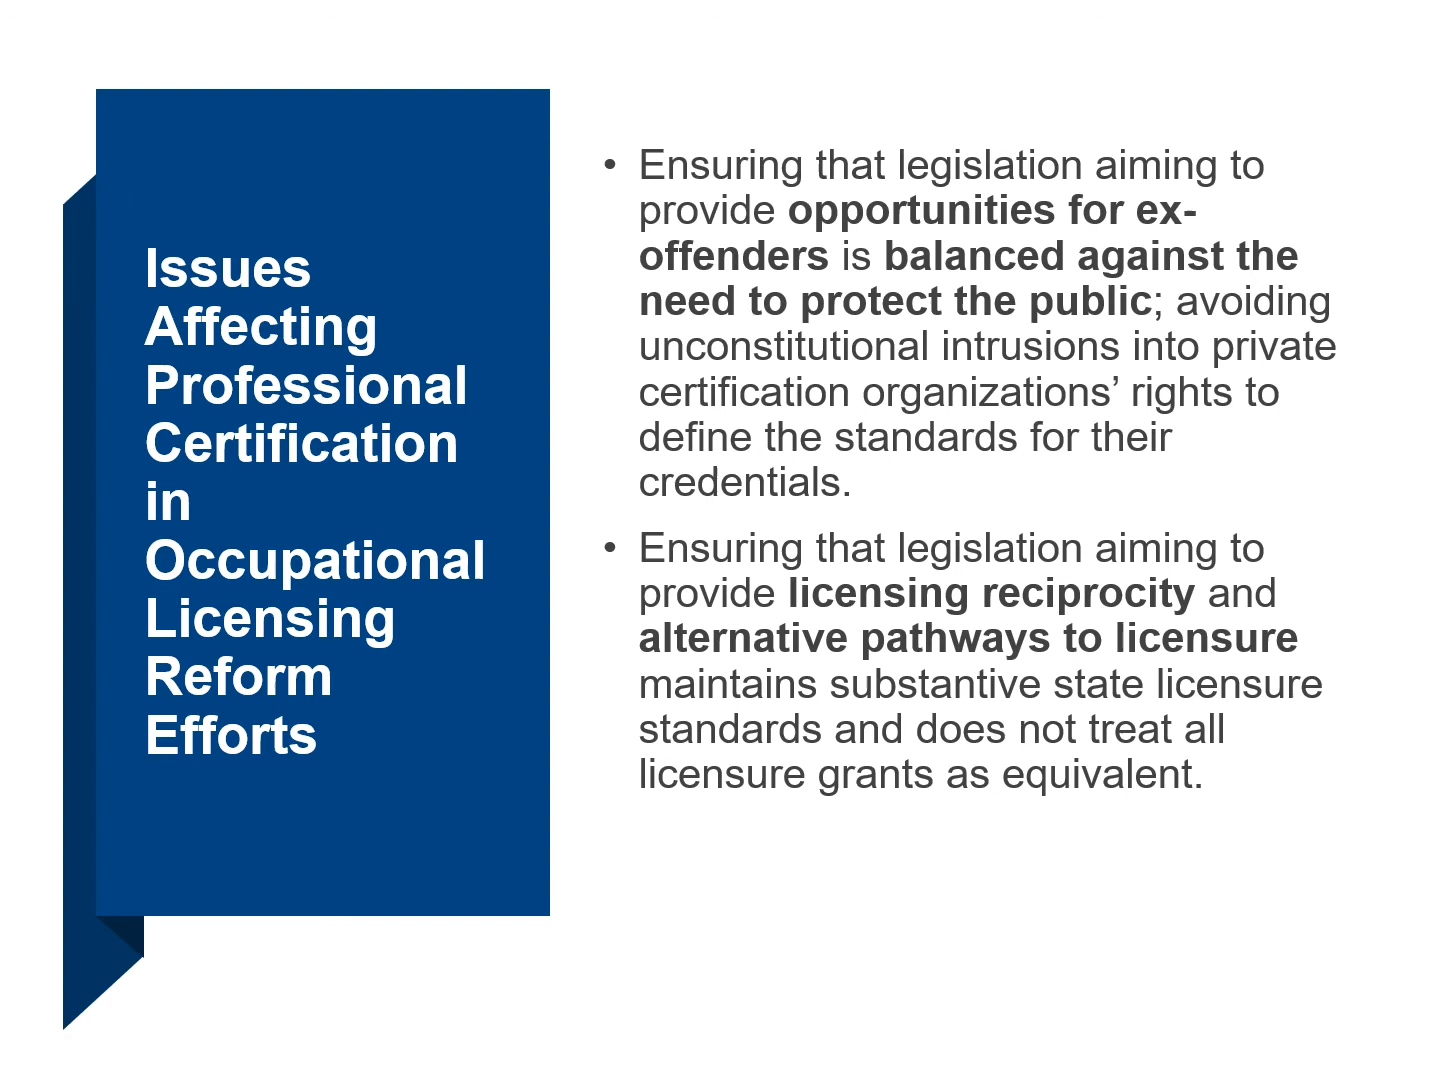 Issues
Affecting
Professional
Certification
in
Occupational
Licensing
Reform
Efforts
• Ensuring that legislation aiming to
provide opportunities for ex-
offenders is balanced against the
need to protect the public; avoiding
unconstitutional intrusions into private
certification organizations’ rights to
define the standards for their
credentials.
• Ensuring that legislation aiming to
provide licensing reciprocity and
alternative pathways to licensure
maintains substantive state licensure
standards and does not treat all
licensure grants as equivalent.